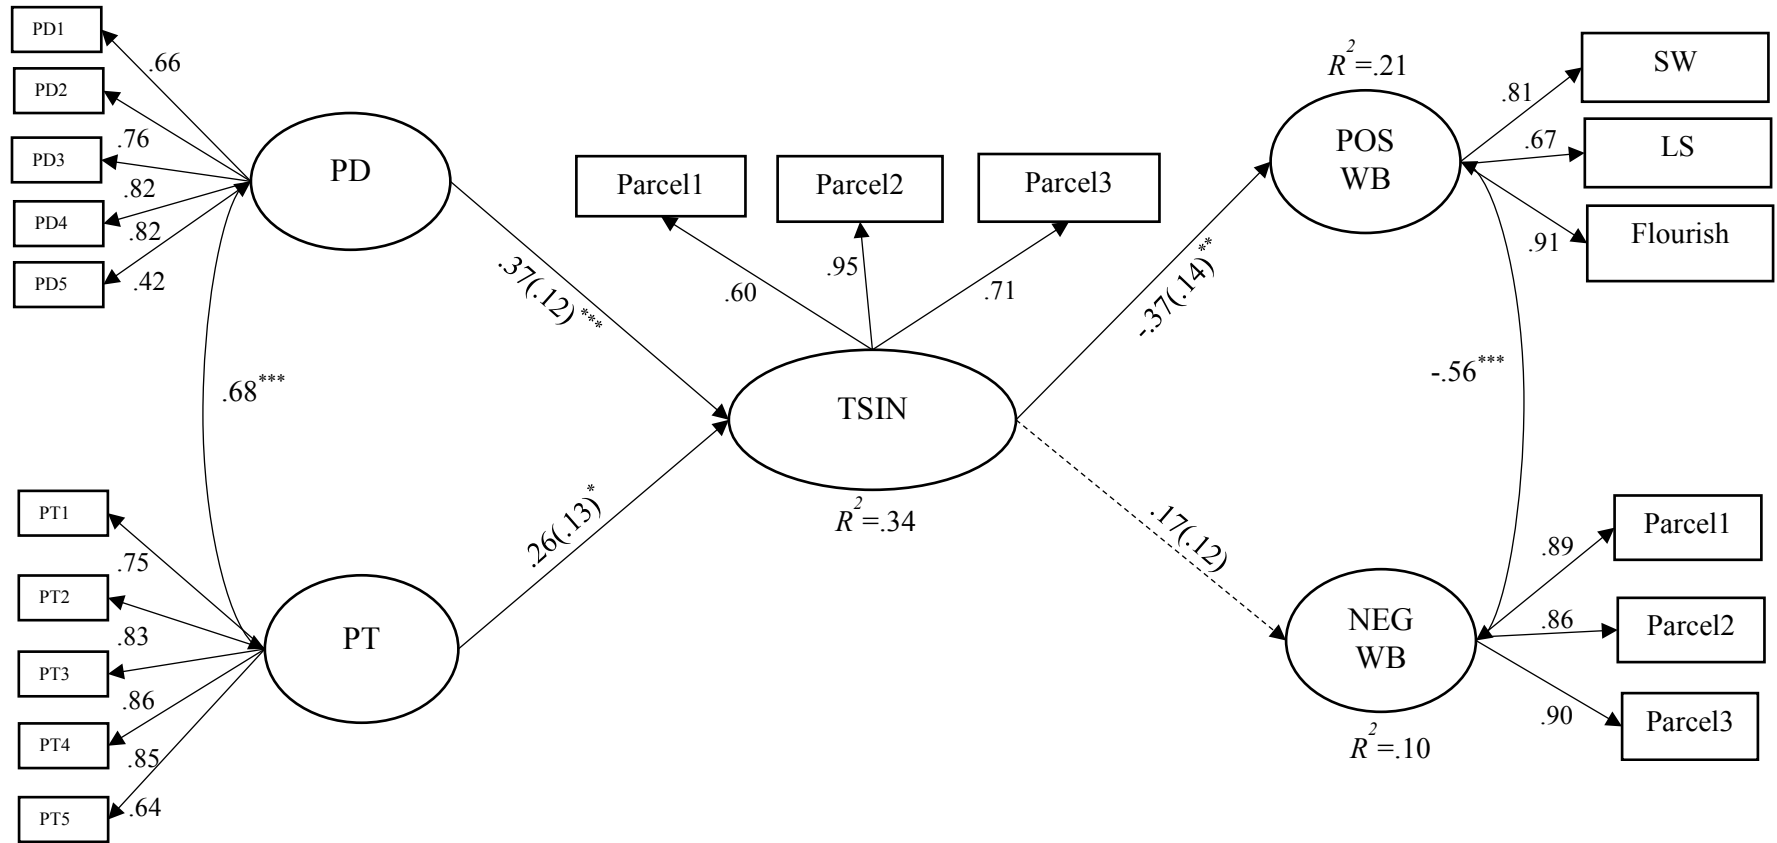 PD1
.66
PD2
.76
PD3
.82
PD4
.82
PD5
.42
PD
.68***
PT1
.75
PT2
.83
PT3
.86
PT4
.85
PT5
.64
PT
.37(.12)***
.26(.13)*
Parcel1
Parcel2
Parcel3
.60
.95
.71
TSIN
R²=.34
-.37(.14)**
.17(.12)
R²=.21
POS
WB
.81
SW
.67
LS
.91
Flourish
-.56***
NEG
WB
R²=.10
.89
Parcel1
.86
Parcel2
.90
Parcel3